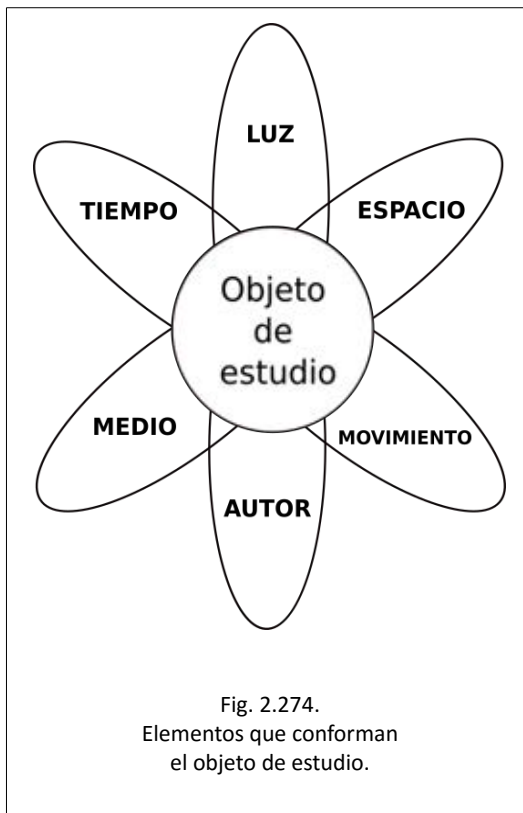 LUZ
TIEMPO
ESPACIO
Objeto
de
estudio
MEDIO
MOVIMIENTO
AUTOR
Fig. 2.274.
Elementos que conforman
el objeto de estudio.